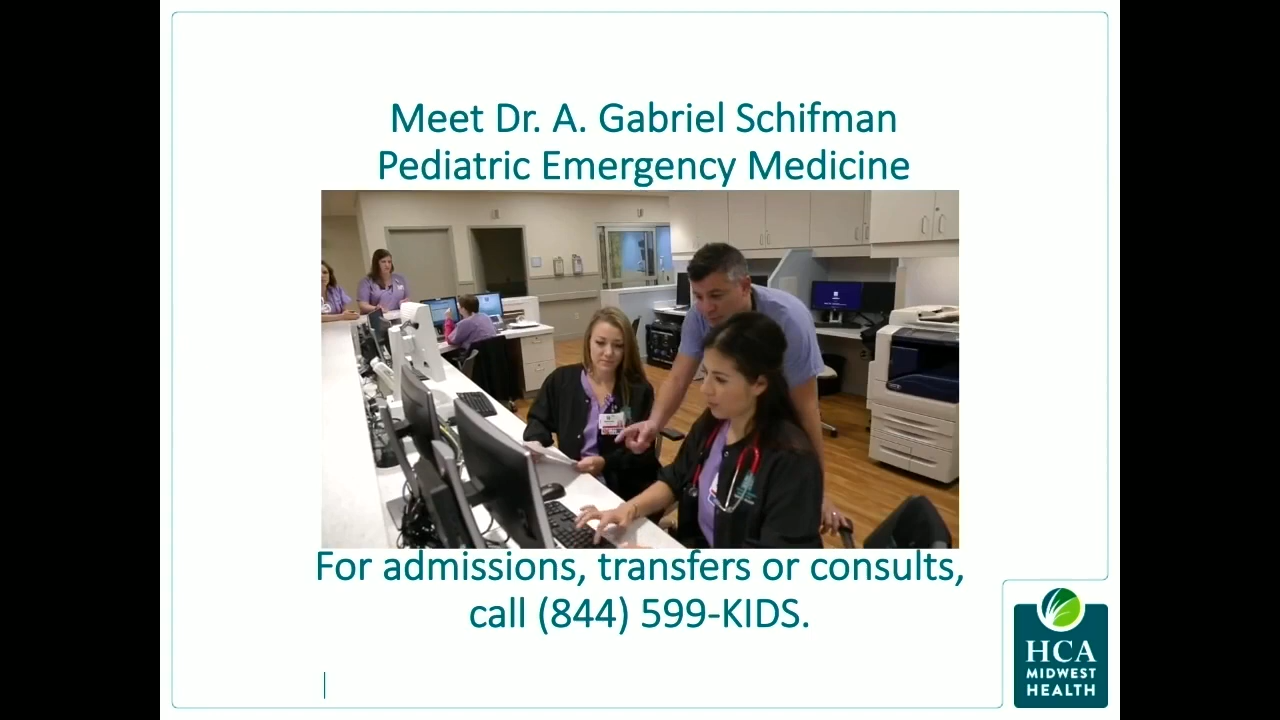 Meet Dr. A. Gabriel Schifman
Pediatric Emergency Medicine
For admissions, transfers or consults,
call (844) 599-KIDS.
HCA
MIDWEST
HEALTH